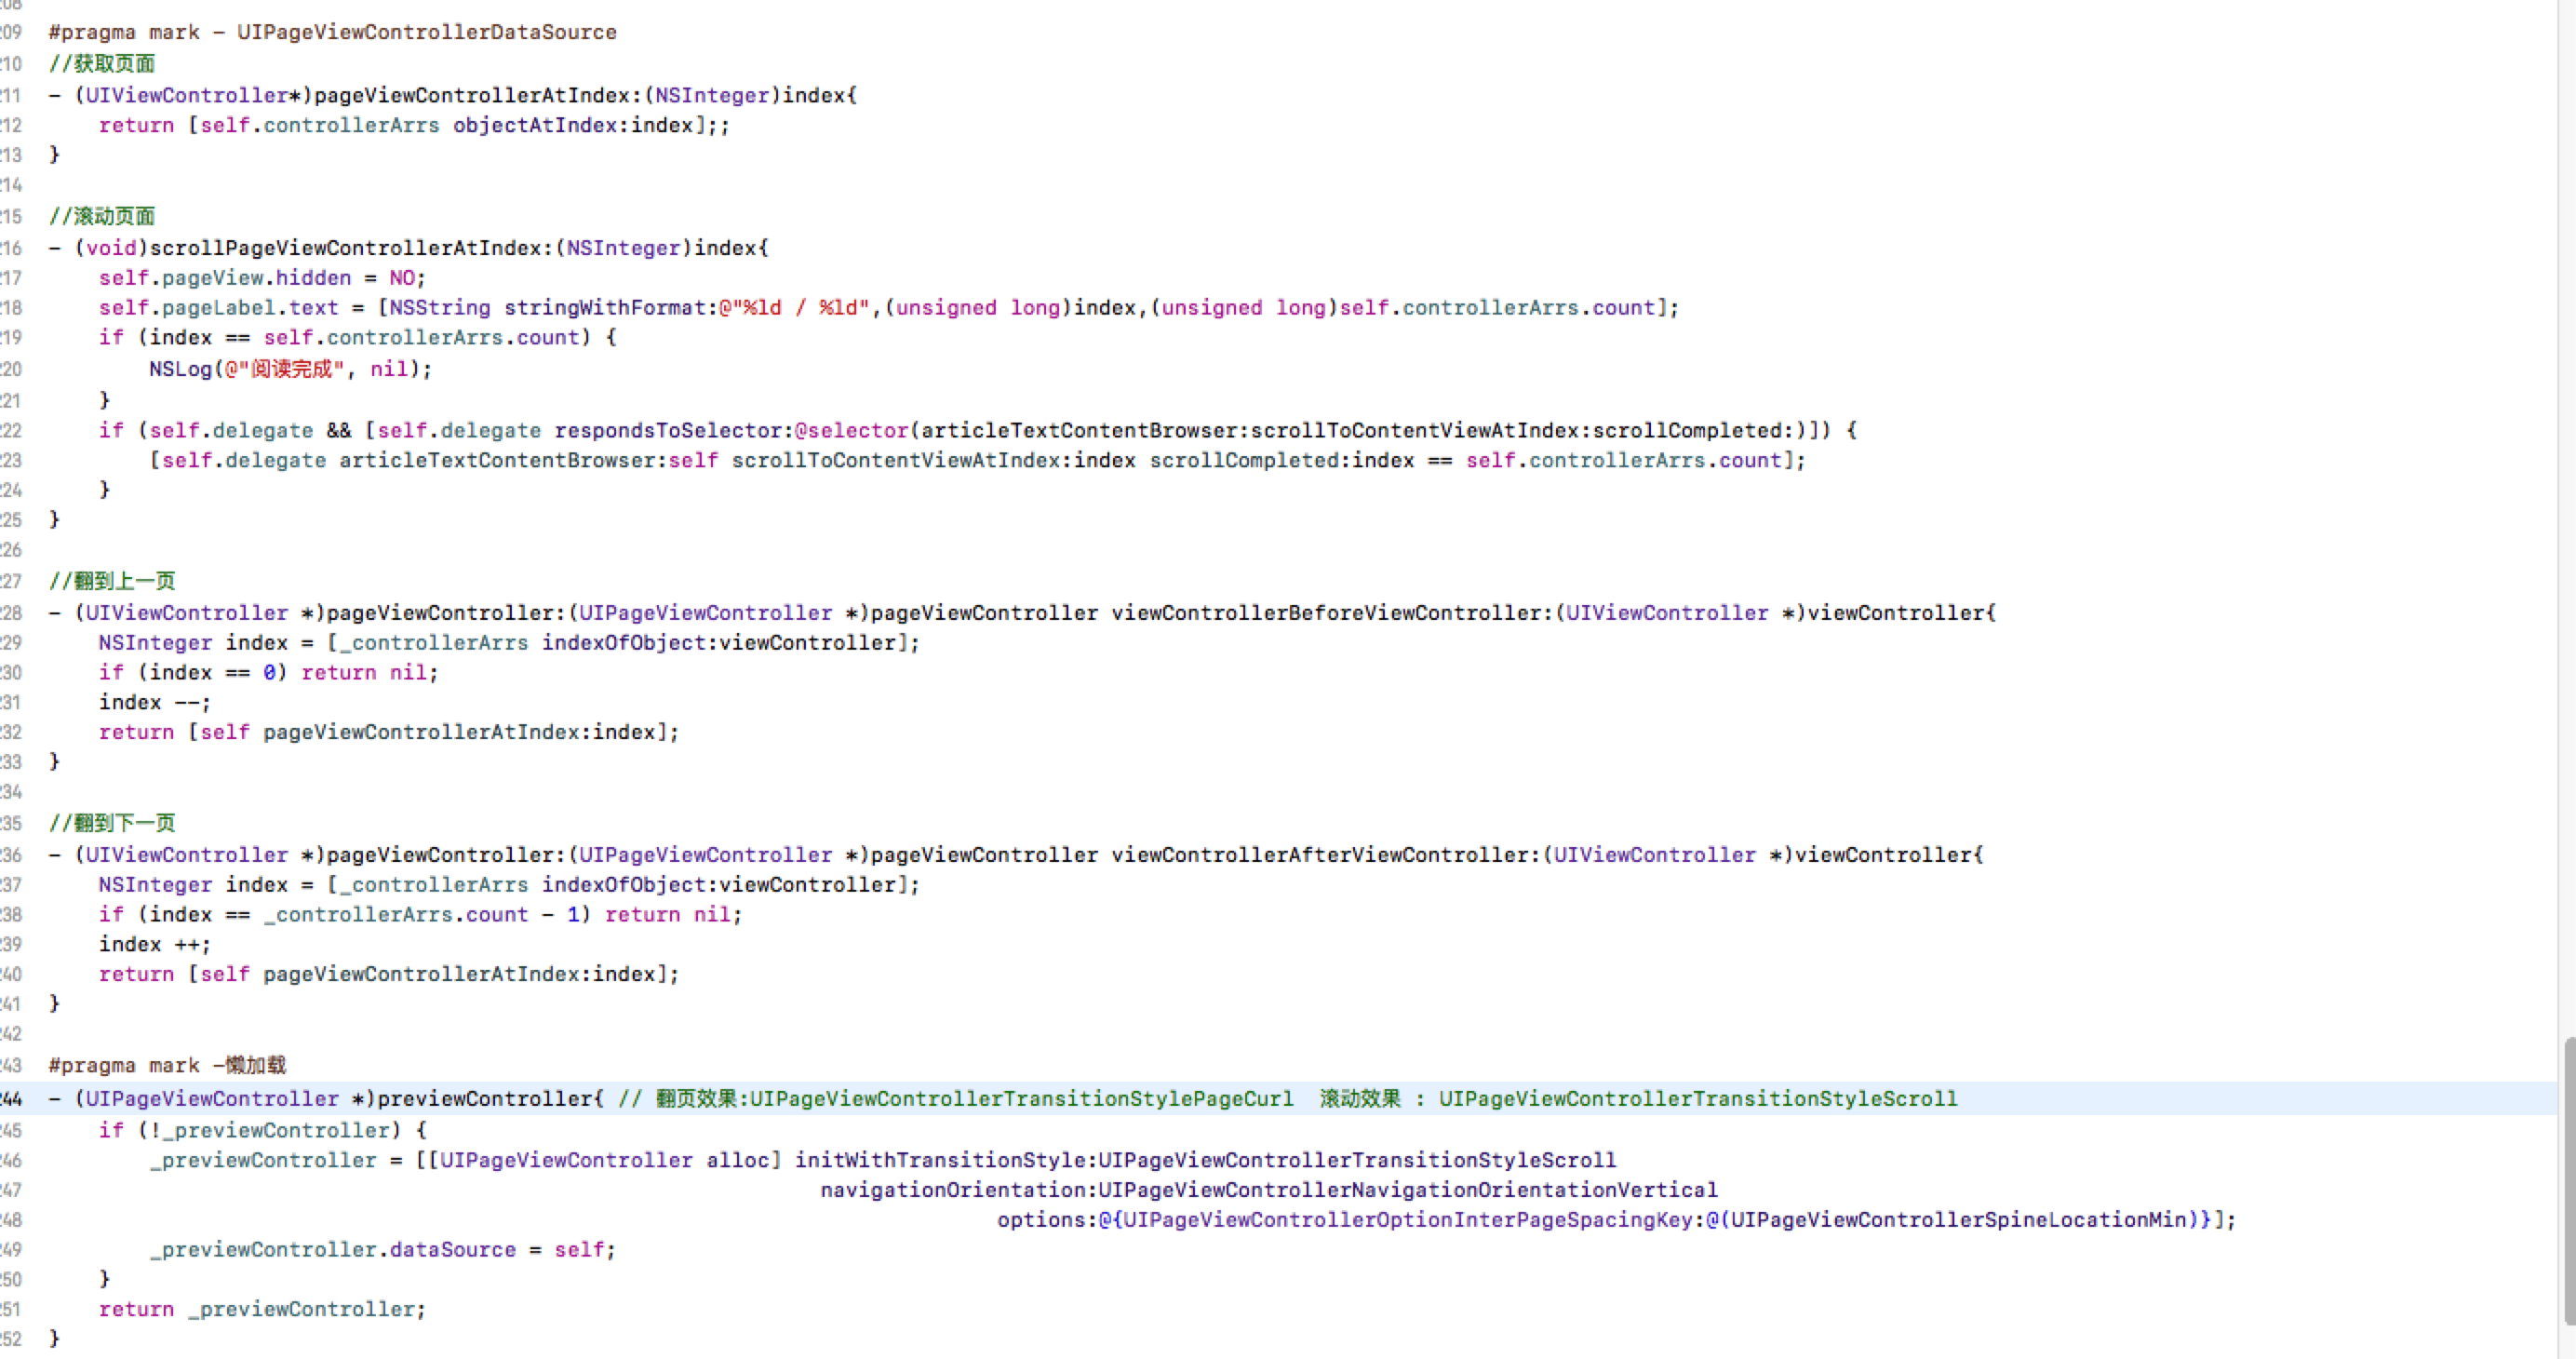 208
209 #pragma mark - UIPageViewControllerDataSource
210 //获取页面
211 - (UIViewController*)pageViewControllerAtIndex:(NSInteger)index{
212     return [self.controllerArrs objectAtIndex:index];;
213 }
214
215 //滚动页面
216 - (void)scrollPageViewControllerAtIndex:(NSInteger)index{
217     self.pageView.hidden = NO;
218     self.pageLabel.text = [NSString stringWithFormat:@"%ld / %ld",(unsigned long)index,(unsigned long)self.controllerArrs.count];
219     if (index == self.controllerArrs.count) {
220         NSLog(@"阅读完成", nil);
221     }
222     if (self.delegate && [self.delegate respondsToSelector:@selector(articleTextContentBrowser:scrollToContentViewAtIndex:scrollCompleted:)]) {
223         [self.delegate articleTextContentBrowser:self scrollToContentViewAtIndex:index scrollCompleted:index == self.controllerArrs.count];
224     }
225 }
226
227 //翻到上一页
228 - (UIViewController *)pageViewController:(UIPageViewController *)pageViewController viewControllerBeforeViewController:(UIViewController *)viewController{
229     NSInteger index = [_controllerArrs indexOfObject:viewController];
230     if (index == 0) return nil;
231     index --;
232     return [self pageViewControllerAtIndex:index];
233 }
234
235 //翻到下一页
236 - (UIViewController *)pageViewController:(UIPageViewController *)pageViewController viewControllerAfterViewController:(UIViewController *)viewController{
237     NSInteger index = [_controllerArrs indexOfObject:viewController];
238     if (index == _controllerArrs.count - 1) return nil;
239     index ++;
240     return [self pageViewControllerAtIndex:index];
241 }
242
243 #pragma mark -懒加载
244 - (UIPageViewController *)previewController{ // 翻页效果:UIPageViewControllerTransitionStylePageCurl  滚动效果 : UIPageViewControllerTransitionStyleScroll
245     if (!_previewController) {
246         _previewController = [[UIPageViewController alloc] initWithTransitionStyle:UIPageViewControllerTransitionStyleScroll
247                                                              navigationOrientation:UIPageViewControllerNavigationOrientationVertical
248                                                                            options:@{UIPageViewControllerOptionInterPageSpacingKey:@(UIPageViewControllerSpineLocationMin)}];
249         _previewController.dataSource = self;
250     }
251     return _previewController;
252 }